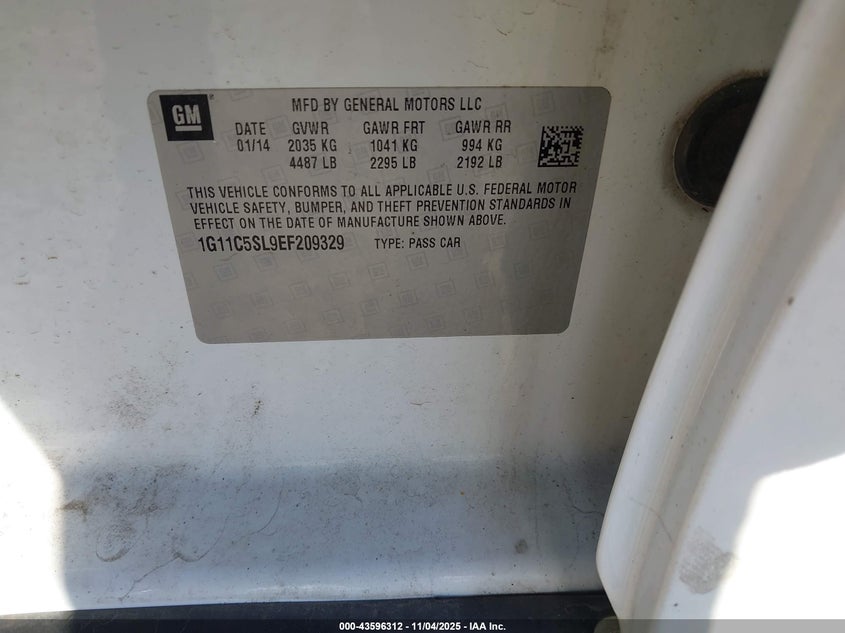 GM
MFD BY GENERAL MOTORS LLC
DATE GVWR GAWR FRT GAWR RR
01/14 2035 KG 1041 KG 994 KG
4487 LB 2295 LB 2192 LB
THIS VEHICLE CONFORMS TO ALL APPLICABLE U.S. FEDERAL MOTOR
VEHICLE SAFETY, BUMPER, AND THEFT PREVENTION STANDARDS IN
EFFECT ON THE DATE OF MANUFACTURE SHOWN ABOVE.
1G11C5SL9EF209329 TYPE: PASS CAR
000-43596312 - 11/04/2025 - IAA Inc.